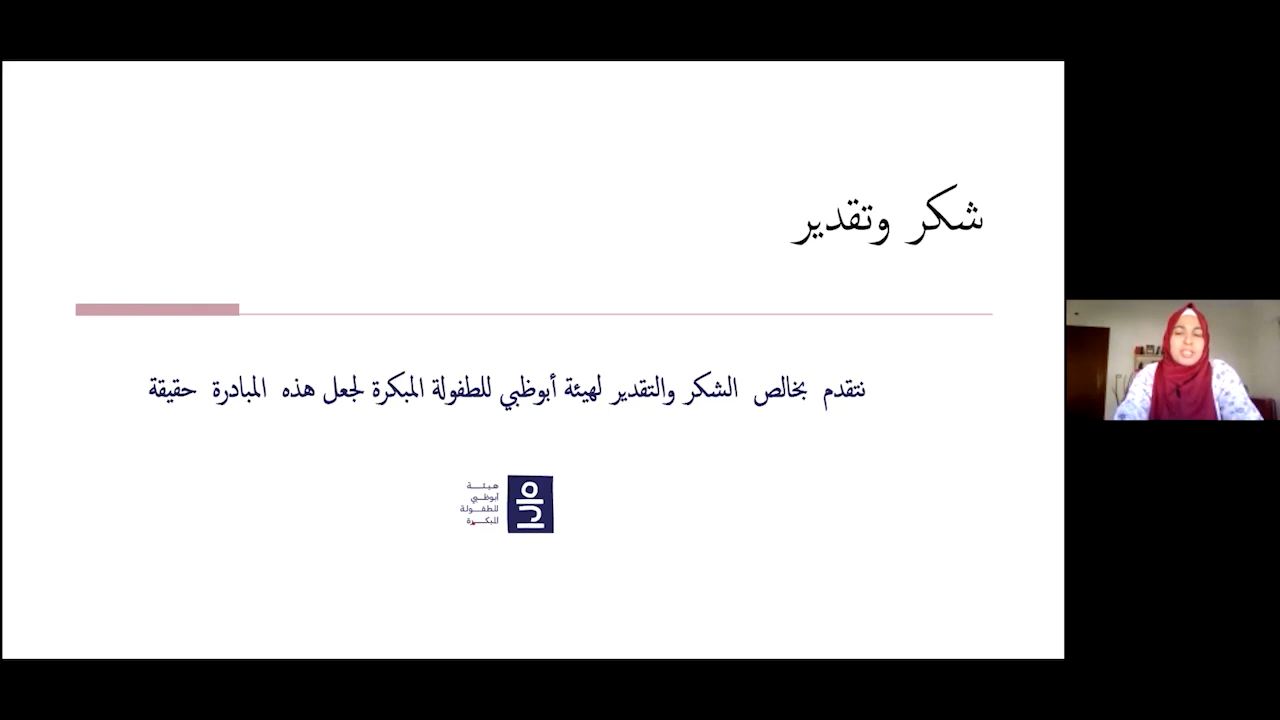 شكر وتقدير
نتقدم بخالص الشكر والتقدير لهيئة أبوظبي للطفولة المبكرة لجعل هذه المبادرة حقيقة
هيئة
أبوظبي
للطفولة
المبكرة